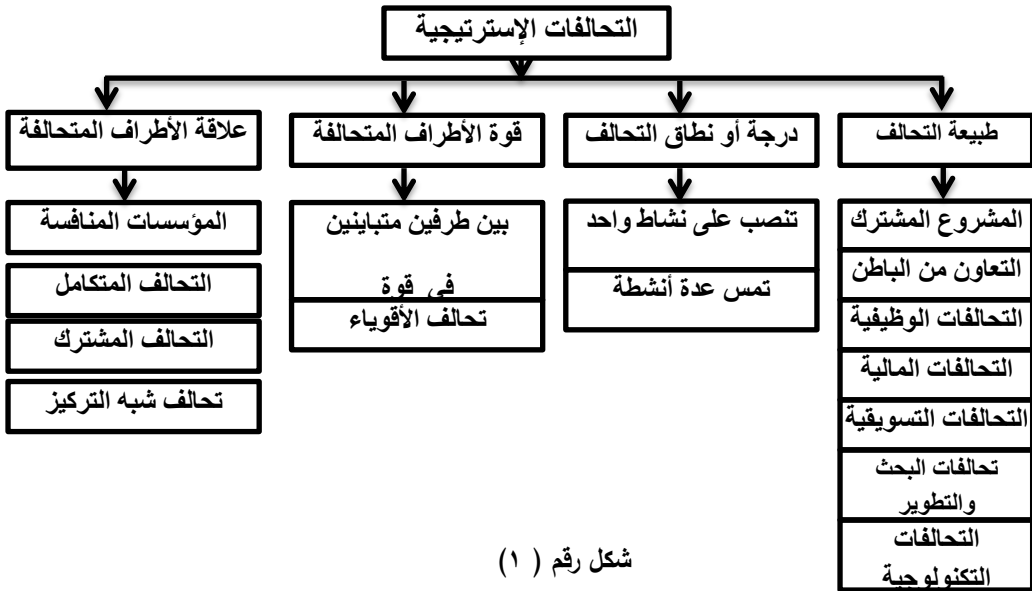 التحالفات الإسترتيجية
طبيعة التحالف
درجة أو نطاق التحالف
قوة الأطراف المتحالفة
علاقة الأطراف المتحالفة
المشروع المشترك
التعاون من الباطن
التحالفات الوظيفية
التحالفات المالية
التحالفات التسويقية
تحالفات البحث
والتطوير
التحالفات
التكنولوجية
تنصب على نشاط واحد
تمس عدة أنشطة
بين طرفين متباينين
في قوة
تحالف الأقوياء
المؤسسات المنافسة
التحالف المتكامل
التحالف المشترك
تحالف شبه التركيز
شكل رقم ( ١ )